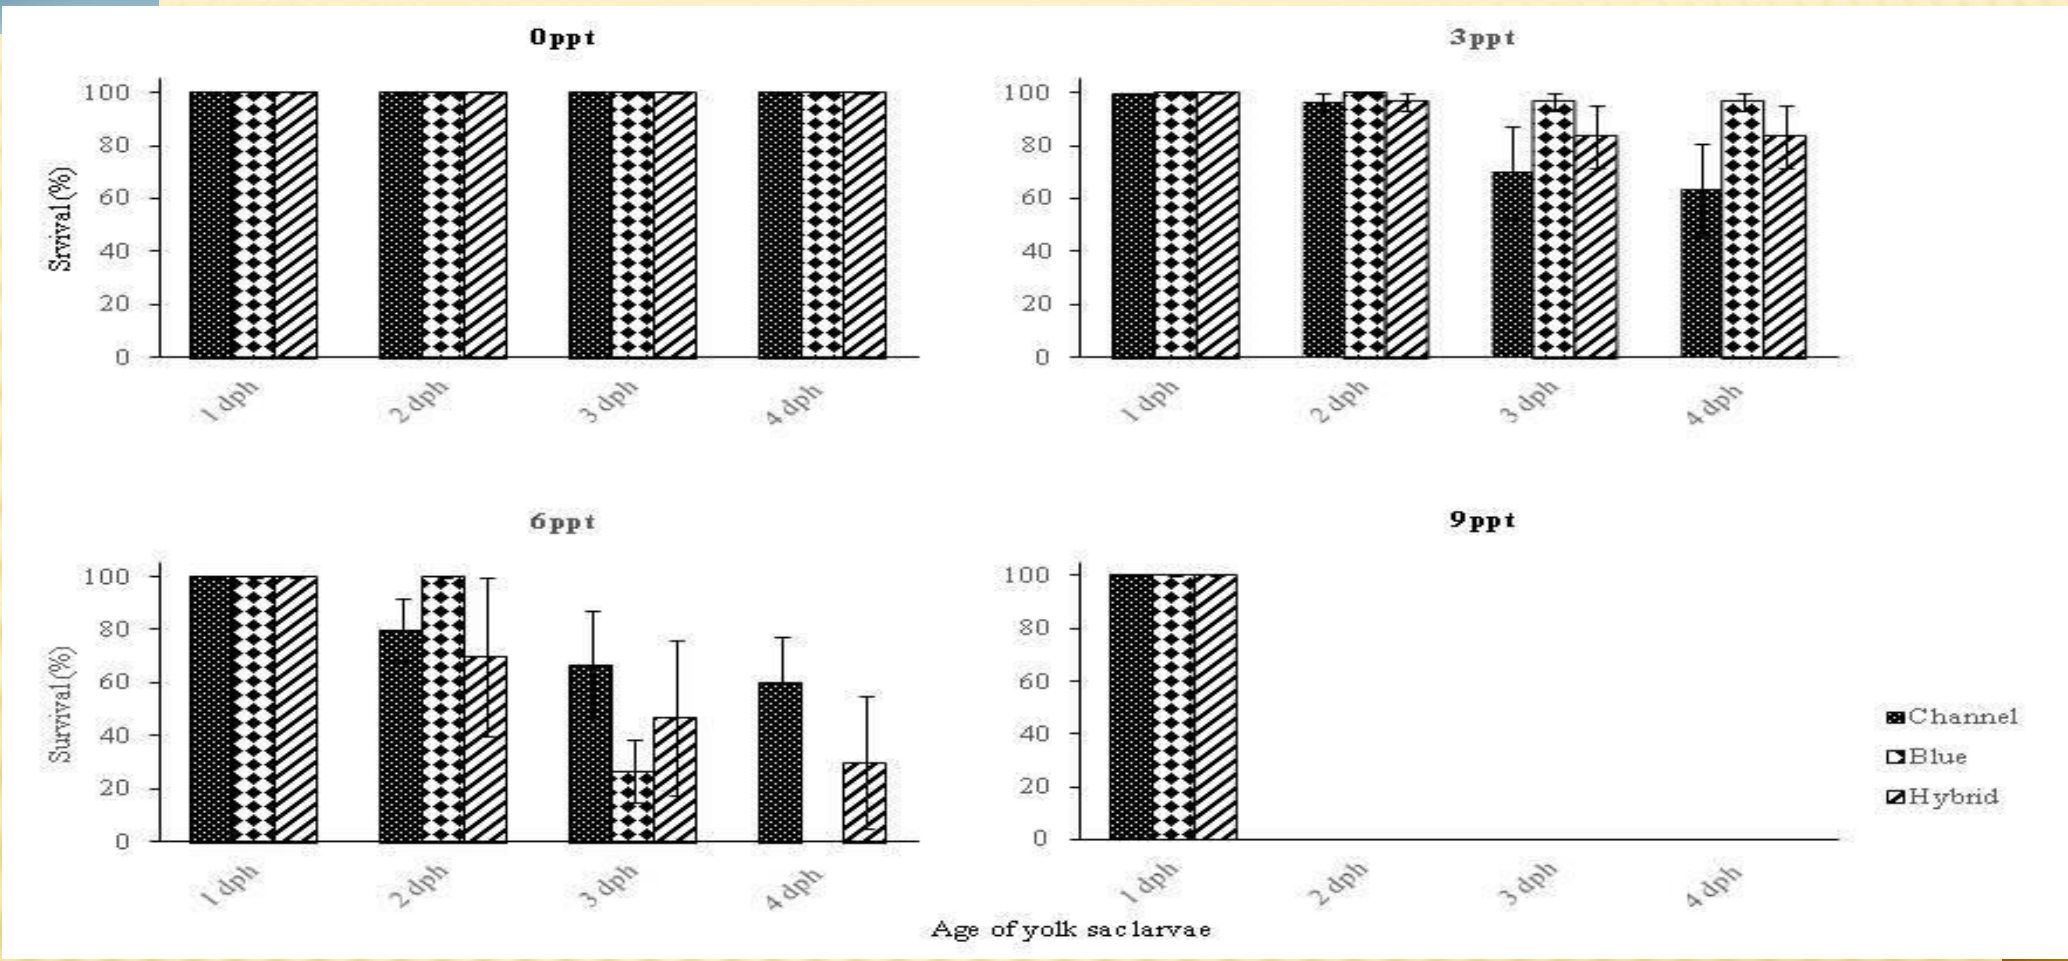 0ppt
Srvival(%)
100
80
60
40
20
0
1 dph
2 dph
3 dph
4 dph
3ppt
100
80
60
40
20
0
1 dph
2 dph
3 dph
4 dph
6ppt
Survival(%)
100
80
60
40
20
0
1 dph
2 dph
3 dph
4 dph
9ppt
100
80
60
40
20
0
1 dph
2 dph
3 dph
4 dph
Channel
Blue
Hybrid
Age of yolk sac larvae